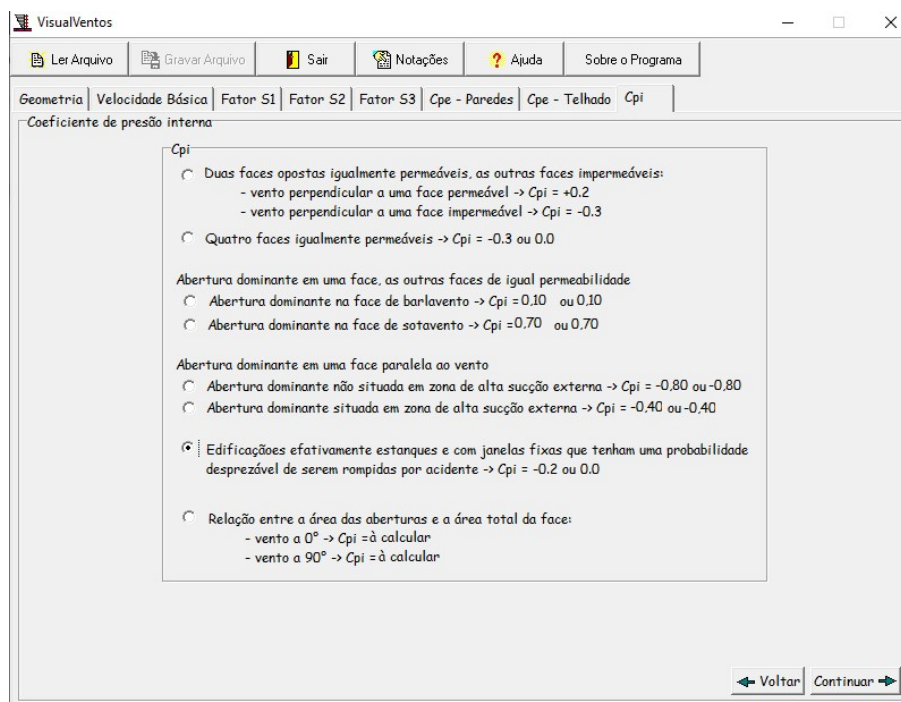 VisualVentos
Ler Arquivo Gravar Arquivo Sair Notações ? Ajuda Sobre o Programa
Geometria Velocidade Básica Fator S1 Fator S2 Fator S3 Cpe - Paredes Cpe - Telhado Cpi
Coeficiente de presão interna
Cpi
Duas faces opostas igualmente permeáveis, as outras faces impermeáveis:
- vento perpendicular a uma face permeável -> Cpi = +0.2
- vento perpendicular a uma face impermeável -> Cpi = -0.3
Quatro faces igualmente permeáveis -> Cpi = -0.3 ou 0.0
Abertura dominante em uma face, as outras faces de igual permeabilidade
Abertura dominante na face de barlavento -> Cpi = 0,10 ou 0,10
Abertura dominante na face de sotavento -> Cpi =0,70 ou 0,70
Abertura dominante em uma face paralela ao vento
Abertura dominante não situada em zona de alta sucção externa -> Cpi = -0,80 ou -0,80
Abertura dominante situada em zona de alta sucção externa -> Cpi = -0,40 ou -0,40
Edificaçãoes efativamente estanques e com janelas fixas que tenham uma probabilidade
desprezável de serem rompidas por acidente -> Cpi = -0.2 ou 0.0
Relação entre a área das aberturas e a área total da face:
- vento a 0° -> Cpi =à calcular
- vento a 90° -> Cpi =à calcular
Voltar Continuar